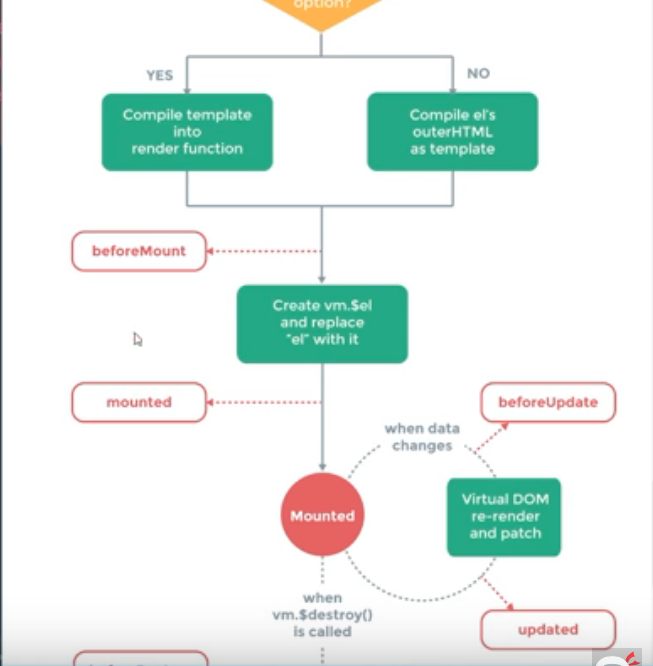 option?
YES
NO
Compile template
into
render function
Compile el's
outerHTML
as template
beforeMount
Create vm.$el
and replace
"el" with it
mounted
beforeUpdate
when data
changes
Virtual DOM
re-render
and patch
Mounted
when
vm.$destroy()
is called
updated